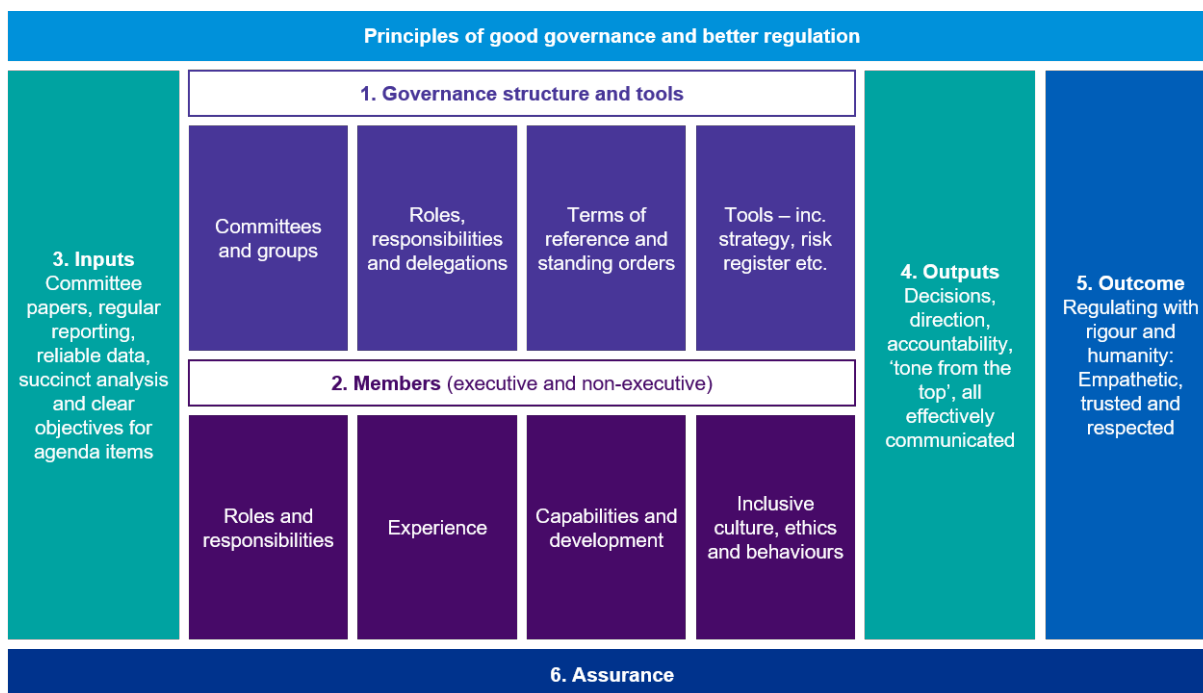 Principles of good governance and better regulation
3. Inputs
Committee
papers, regular
reporting,
reliable data,
succinct analysis
and clear
objectives for
agenda items
1. Governance structure and tools
Committees
and groups
Roles,
responsibilities
and delegations
Terms of
reference and
standing orders
Tools – inc.
strategy, risk
register etc.
2. Members (executive and non-executive)
Roles and
responsibilities
Experience
Capabilities and
development
Inclusive
culture, ethics
and behaviours
4. Outputs
Decisions,
direction,
accountability,
‘tone from the
top’, all
effectively
communicated
5. Outcome
Regulating with
rigour and
humanity:
Empathetic,
trusted and
respected
6. Assurance